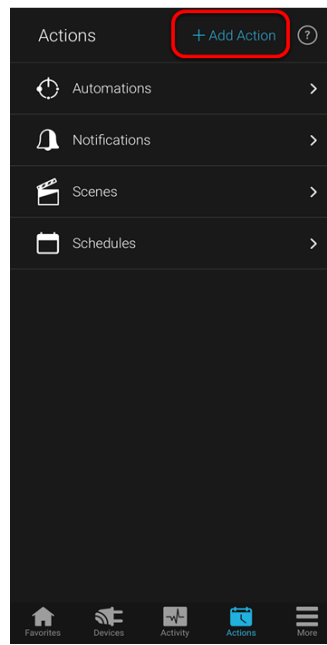 Actions
+ Add Action
?
Automations
Notifications
Scenes
Schedules
Favorites
Devices
Activity
Actions
More